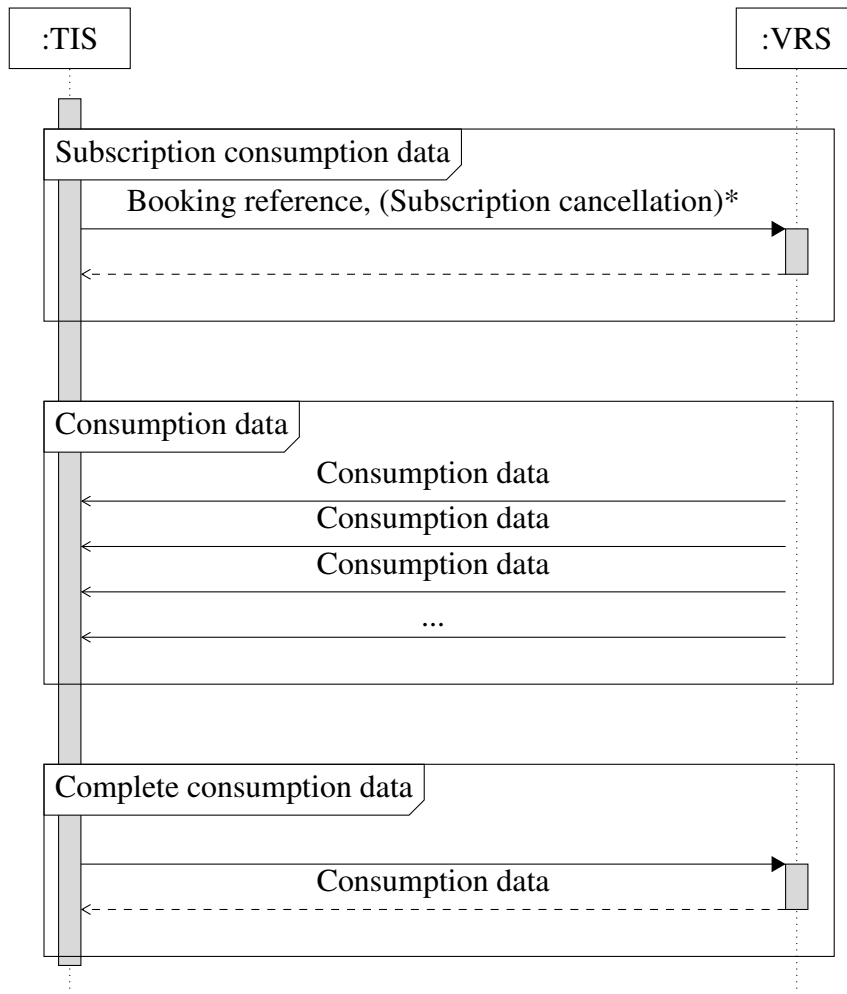 :TIS
:VRS
Subscription consumption data
Booking reference, (Subscription cancellation)*
Consumption data
Consumption data
Consumption data
Consumption data
...
Complete consumption data
Consumption data